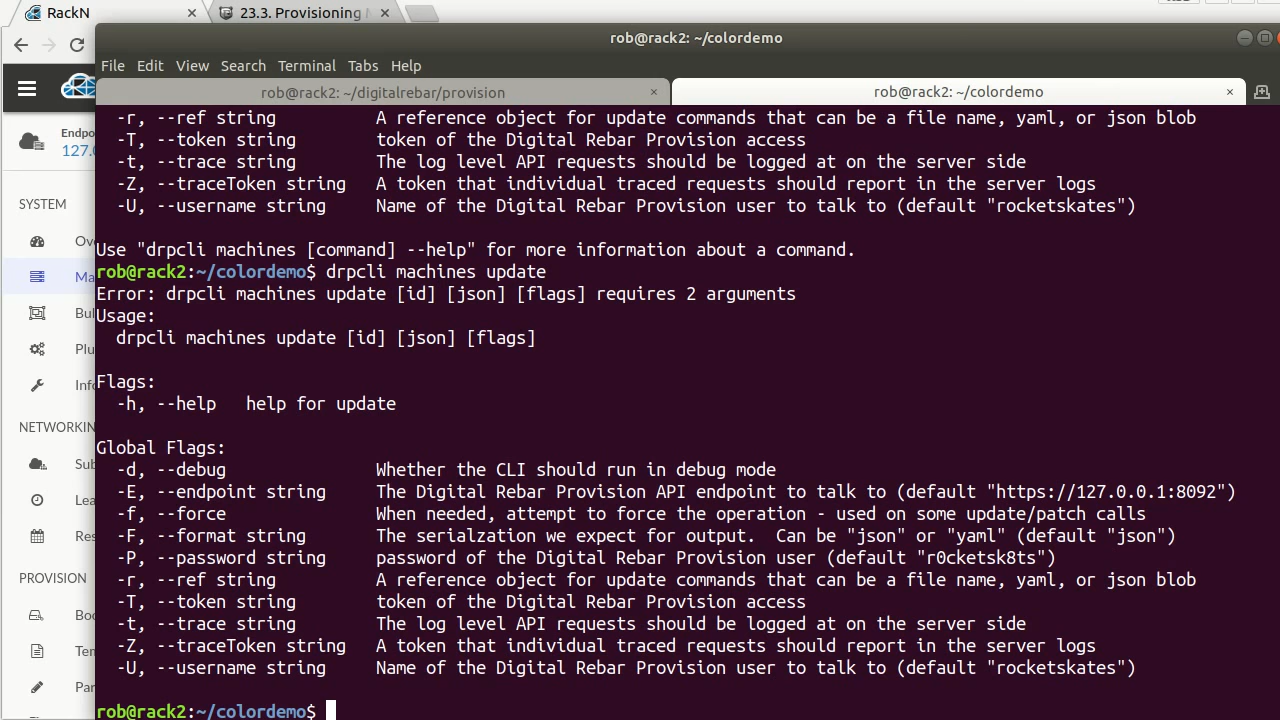 RackN
23.3. Provisioning
rob@rack2: ~/colordemo
File Edit View Search Terminal Tabs Help
rob@rack2: ~/digitalrebar/provision
rob@rack2: ~/colordemo
Endpo
127.0
SYSTEM
Ov
Ma
Bul
Plu
Info
NETWORKIN
Sub
Lea
Res
PROVISION
Boo
Ten
Par
-r, --ref string A reference object for update commands that can be a file name, yaml, or json blob
-T, --token string token of the Digital Rebar Provision access
-t, --trace string The log level API requests should be logged at on the server side
-Z, --traceToken string A token that individual traced requests should report in the server logs
-U, --username string Name of the Digital Rebar Provision user to talk to (default "rocketskates")
Use "drpcli machines [command] --help" for more information about a command.
rob@rack2:~/colordemo$ drpcli machines update
Error: drpcli machines update [id] [json] [flags] requires 2 arguments
Usage:
drpcli machines update [id] [json] [flags]
Flags:
-h, --help help for update
Global Flags:
-d, --debug Whether the CLI should run in debug mode
-E, --endpoint string The Digital Rebar Provision API endpoint to talk to (default "https://127.0.0.1:8092")
-f, --force When needed, attempt to force the operation - used on some update/patch calls
-F, --format string The serialzation we expect for output. Can be "json" or "yaml" (default "json")
-P, --password string password of the Digital Rebar Provision user (default "r0cketsk8ts")
-r, --ref string A reference object for update commands that can be a file name, yaml, or json blob
-T, --token string token of the Digital Rebar Provision access
-t, --trace string The log level API requests should be logged at on the server side
-Z, --traceToken string A token that individual traced requests should report in the server logs
-U, --username string Name of the Digital Rebar Provision user to talk to (default "rocketskates")
rob@rack2:~/colordemo$